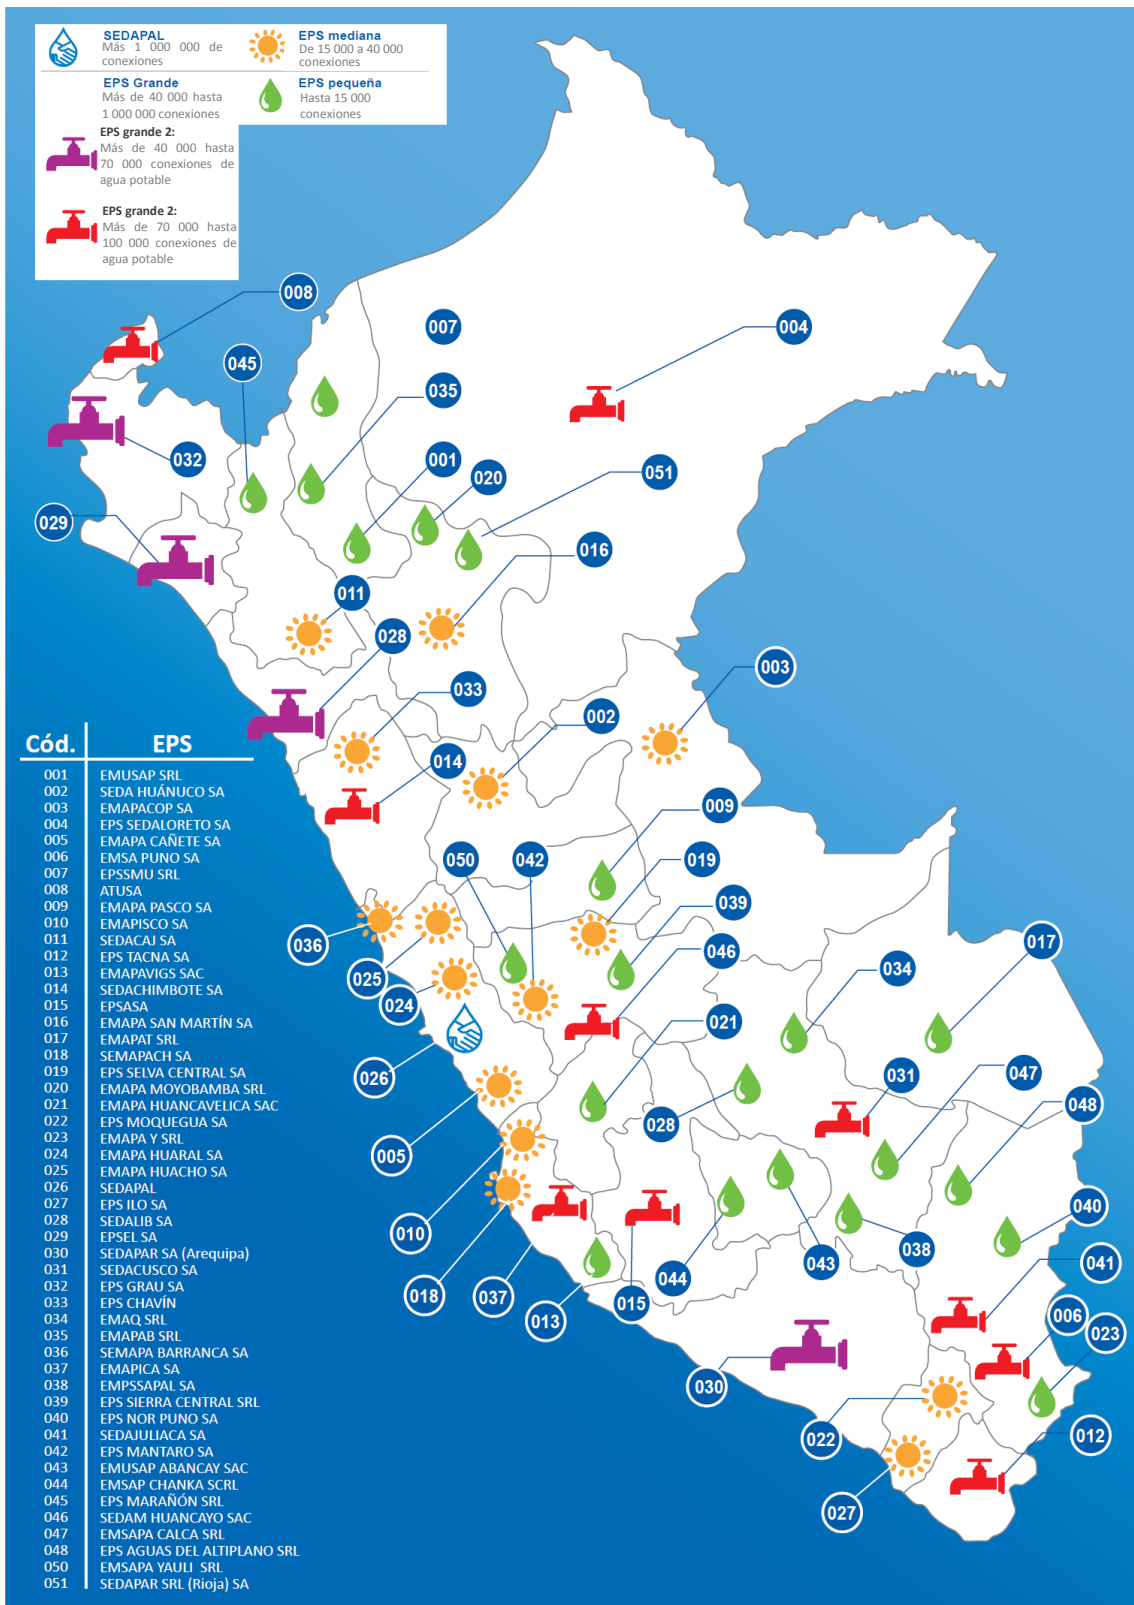 SEDAPAL
Más 1 000 000 de
conexiones
EPS mediana
De 15 000 a 40 000
conexiones
EPS Grande
Más de 40 000 hasta
1 000 000 conexiones
EPS pequeña
Hasta 15 000
conexiones
EPS grande 2:
Más de 40 000 hasta
70 000 conexiones de
agua potable
EPS grande 2:
Más de 70 000 hasta
100 000 conexiones de
agua potable
008
007
004
045
035
032
001
020
051
029
016
011
028
003
033
002
014
009
050
042
019
039
036
025
024
046
034
017
021
026
031
047
028
048
005
010
040
038
043
041
044
018
037
013
015
006
023
030
022
012
027
Cód. EPS
001 EMUSAP SRL
002 SEDA HUÁNUCO SA
003 EMAPACOP SA
004 EPS SEDALORETO SA
005 EMAPA CAÑETE SA
006 EMSA PUNO SA
007 EPSSMU SRL
008 ATUSA
009 EMAPA PASCO SA
010 EMAPISCO SA
011 SEDACAJ SA
012 EPS TACNA SA
013 EMAPAVIGS SAC
014 SEDACHIMBOTE SA
015 EPSASA
016 EMAPA SAN MARTÍN SA
017 EMAPAT SRL
018 SEMAPACH SA
019 EPS SELVA CENTRAL SA
020 EMAPA MOYOBAMBA SRL
021 EMAPA HUANCAVELICA SAC
022 EPS MOQUEGUA SA
023 EMAPA Y SRL
024 EMAPA HUARAL SA
025 EMAPA HUACHO SA
026 SEDAPAL
027 EPS ILO SA
028 SEDALIB SA
029 EPSEL SA
030 SEDAPAR SA (Arequipa)
031 SEDACUSCO SA
032 EPS GRAU SA
033 EPS CHAVÍN
034 EMAQ SRL
035 EMAPAB SRL
036 SEMAPA BARRANCA SA
037 EMAPICA SA
038 EMPSSAPAL SA
039 EPS SIERRA CENTRAL SRL
040 EPS NOR PUNO SA
041 SEDAJULIACA SA
042 EPS MANTARO SA
043 EMUSAP ABANCAY SAC
044 EMSAP CHANKA SCRL
045 EPS MARAÑÓN SRL
046 SEDAM HUANCAYO SAC
047 EMSAPA CALCA SRL
048 EPS AGUAS DEL ALTIPLANO SRL
050 EMSAPA YAULI SRL
051 SEDAPAR SRL (Rioja) SA